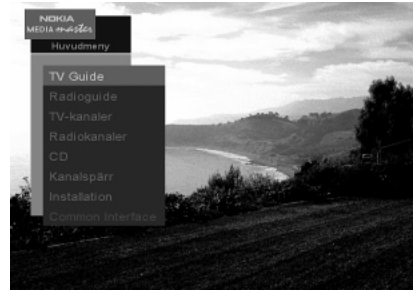 NOKIA
MEDIA master
Huvudmeny
TV Guide
Radioguide
TV-kanaler
Radiokanaler
CD
Kanalspärr
Installation
Common Interface